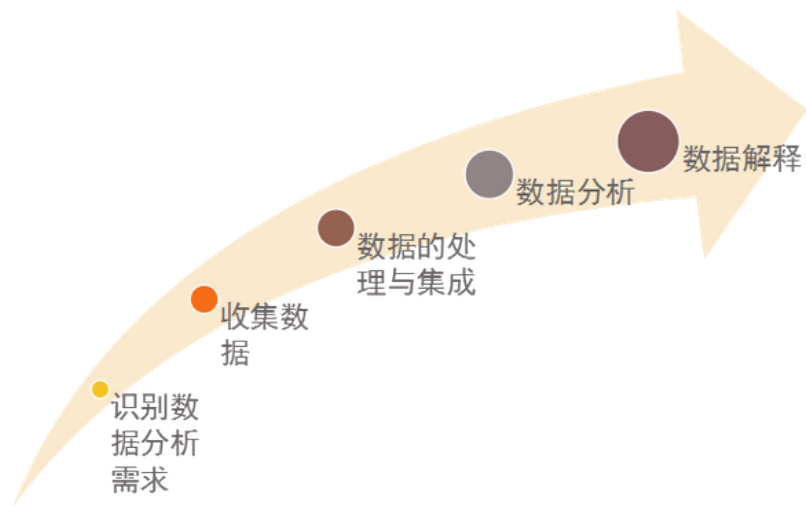 识别数
据分析
需求
收集数
据
数据的处
理与集成
数据分析
数据解释